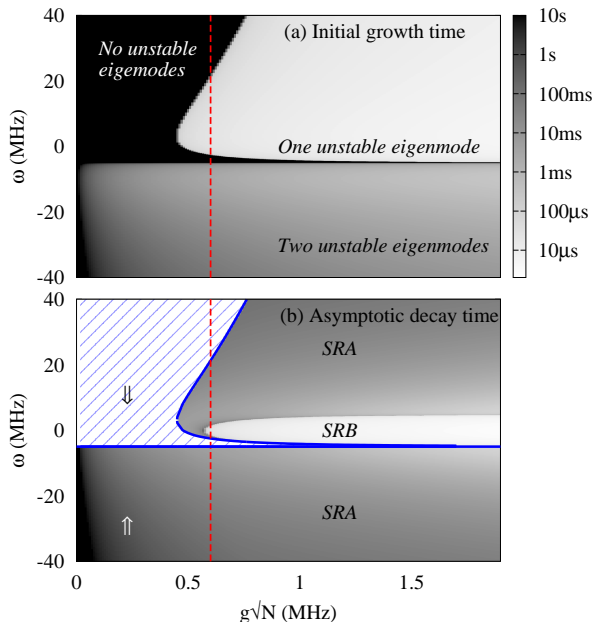 (a) Initial growth time
No unstable
eigemodes
One unstable eigenmode
Two unstable eigenmodes
40
20
0
-20
-40
ω (MHz)
10s
1s
100ms
10ms
1ms
100μs
10μs
(b) Asymptotic decay time
SRA
SRB
SRA
⇓
⇑
40
20
0
-20
-40
ω (MHz)
0
0.5
1
1.5
g√N (MHz)